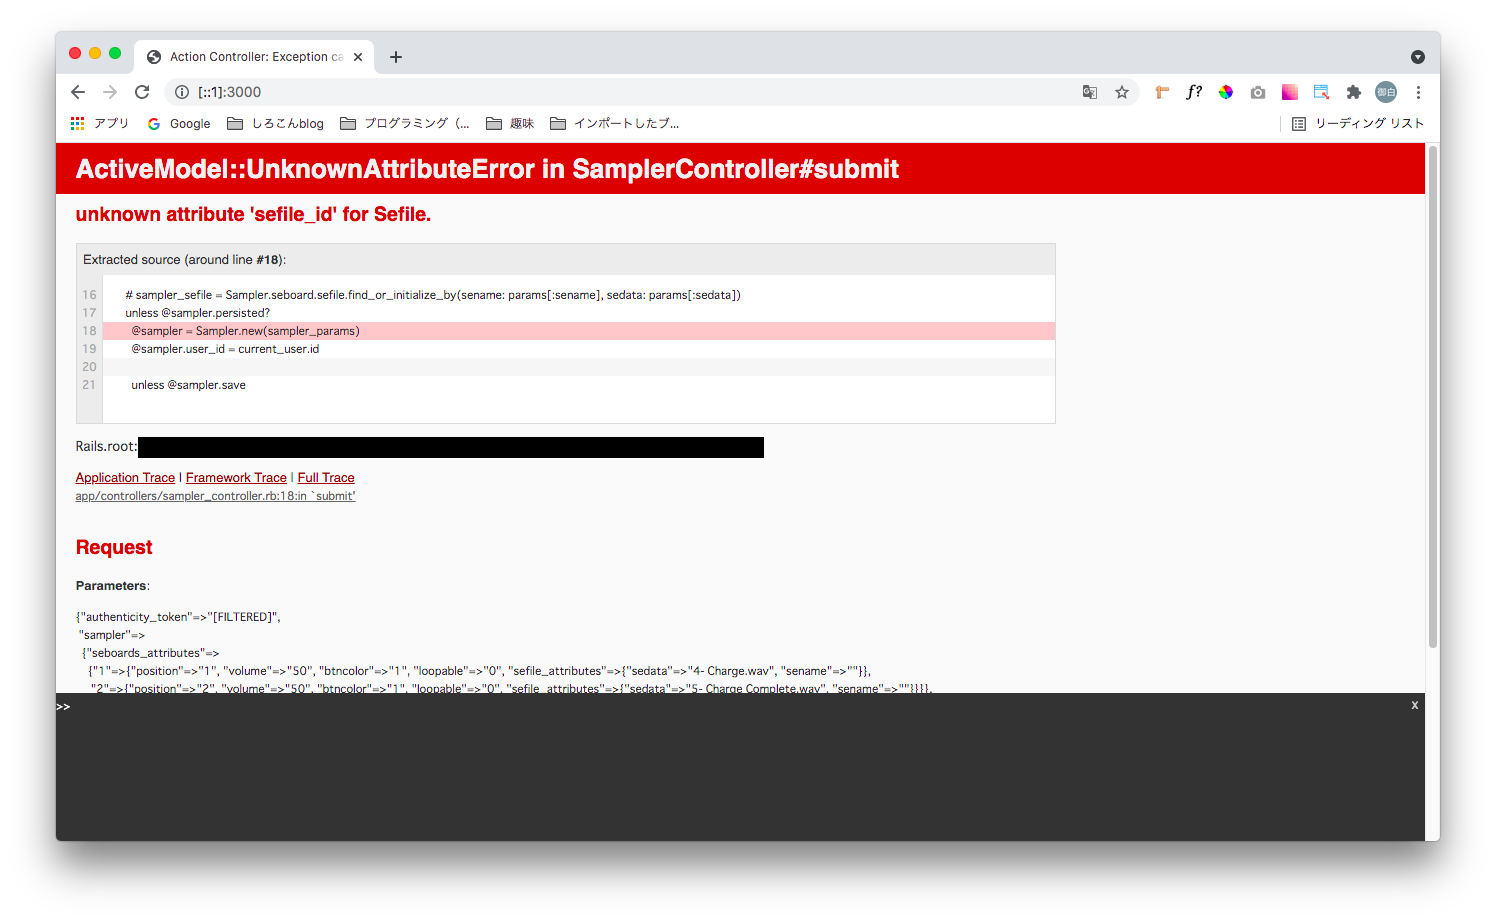 Action Controller: Exception ca
[::1]:3000
f?
御白
アプリ Google しろこんblog プログラミング (... 趣味 インポートしたブ... リーディング リスト
ActiveModel::UnknownAttributeError in SamplerController#submit
unknown attribute 'sefile_id' for Sefile.
Extracted source (around line #18):
16 # sampler_sefile = Sampler.seboard.sefile.find_or_initialize_by(sename: params[:sename], sedata: params[:sedata])
17 unless @sampler.persisted?
18 @sampler = Sampler.new(sampler_params)
19 @sampler.user_id = current_user.id
20
21 unless @sampler.save
Rails.root:
Application Trace | Framework Trace | Full Trace
app/controllers/sampler_controller.rb:18:in `submit'
Request
Parameters:
{"authenticity_token"=>"[FILTERED]",
"sampler"=>
{"seboards_attributes"=>
{"1"=>{"position"=>"1", "volume"=>"50", "btncolor"=>"1", "loopable"=>"0", "sefile_attributes"=>{"sedata"=>"4- Charge.wav", "sename"=>""}},
"2"=>{"position"=>"2", "volume"=>"50", "btncolor"=>"1", "loopable"=>"0", "sefile_attributes"=>{"sedata"=>"5- Charge Complete.wav", "sename"=>""}}}},
>> x